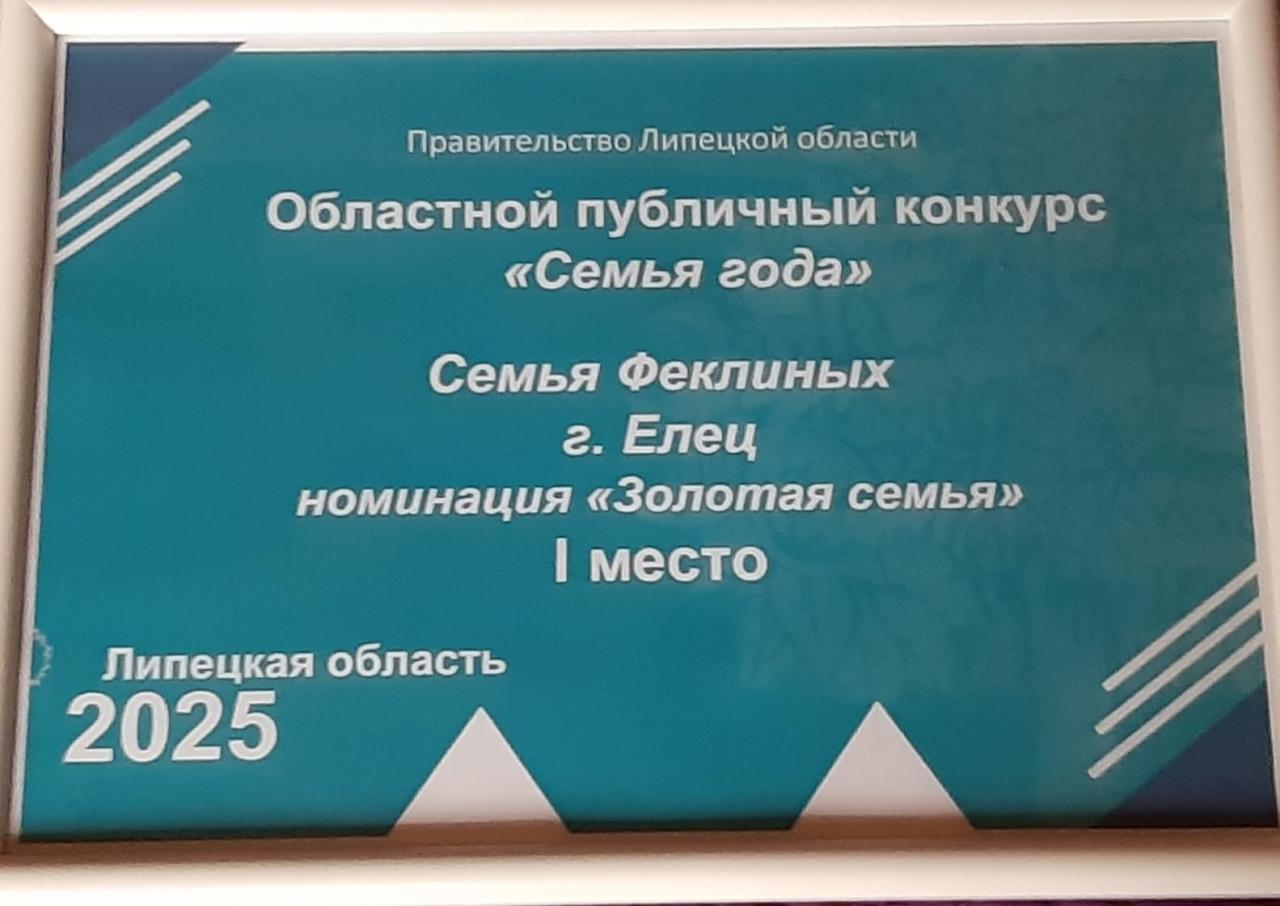 Правительство Липецкой области
Областной публичный конкурс
«Семья года»
Семья Феклиных
г. Елец
номинация «Золотая семья»
I место
Липецкая область
2025